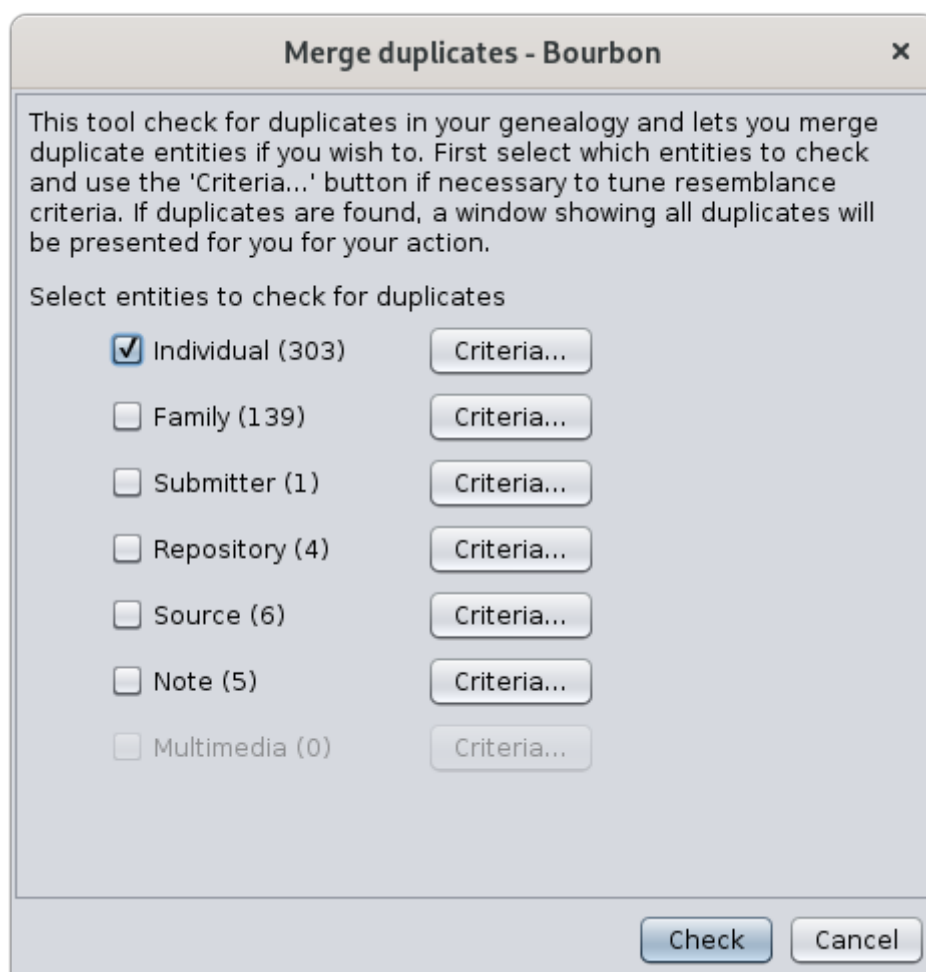 Merge duplicates - Bourbon ×
This tool check for duplicates in your genealogy and lets you merge
duplicate entities if you wish to. First select which entities to check
and use the 'Criteria...' button if necessary to tune resemblance
criteria. If duplicates are found, a window showing all duplicates will
be presented for you for your action.
Select entities to check for duplicates
Individual (303) Criteria...
Family (139) Criteria...
Submitter (1) Criteria...
Repository (4) Criteria...
Source (6) Criteria...
Note (5) Criteria...
Multimedia (0) Criteria...
Check Cancel